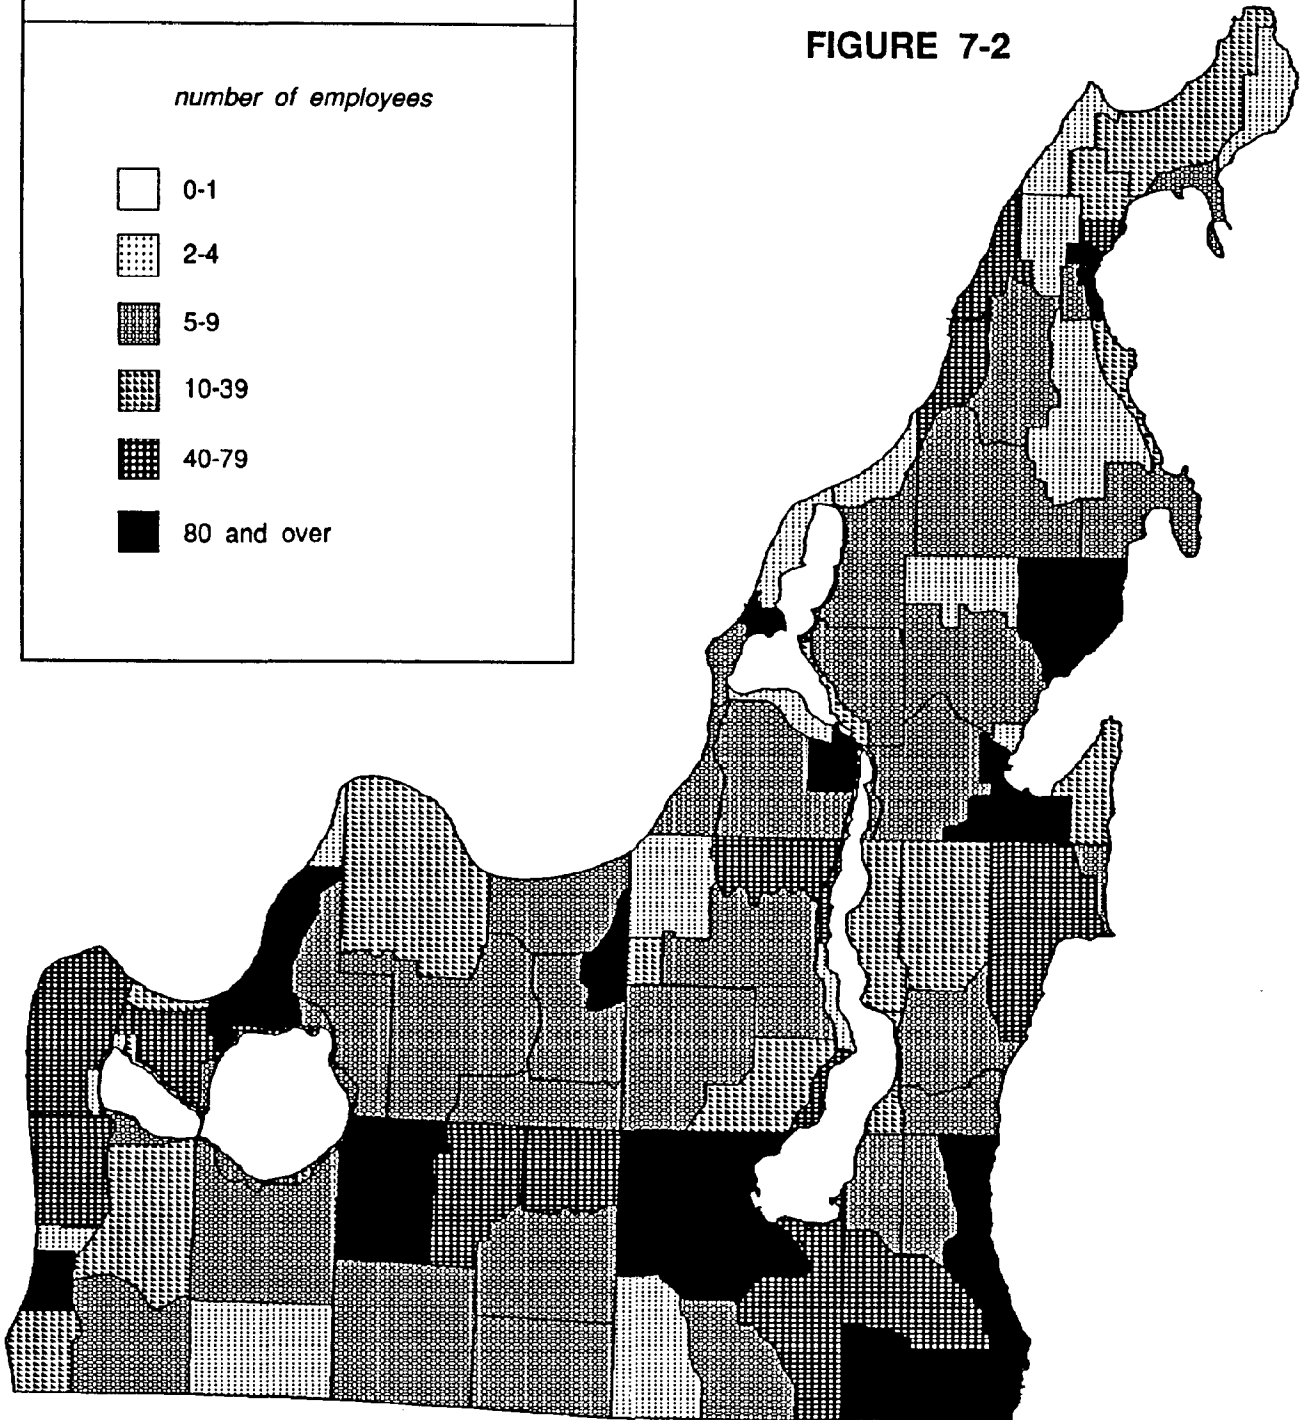 FIGURE 7-2
number of employees
0-1
2-4
5-9
10-39
40-79
80 and over